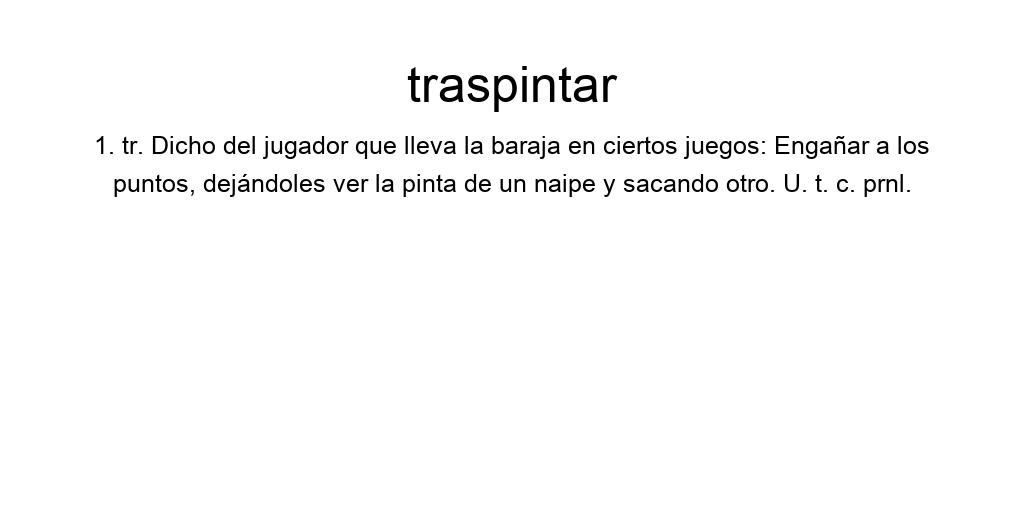 traspintar
1. tr. Dicho del jugador que lleva la baraja en ciertos juegos: Engañar a los
puntos, dejándoles ver la pinta de un naipe y sacando otro. U. t. c. prnl.